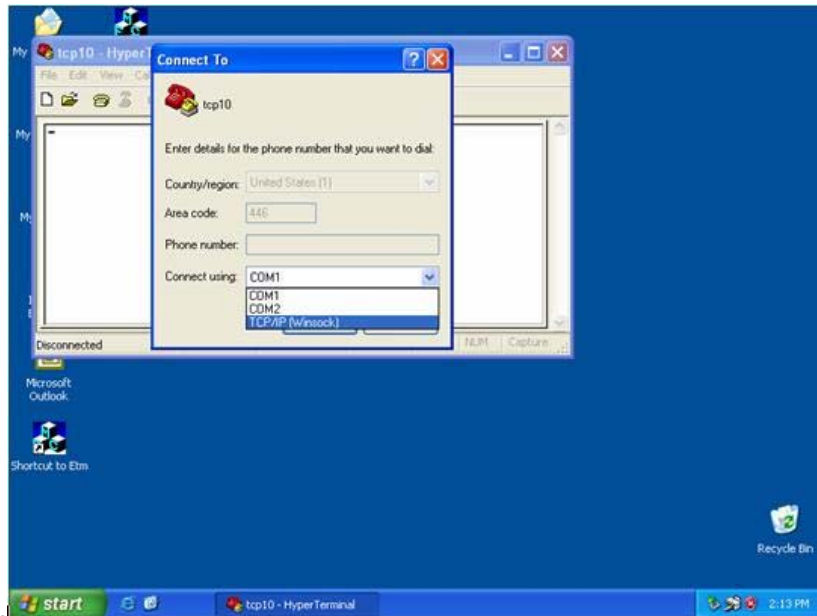 My
tcp10 - HyperT
File Edit View Ca
Connect To
tcp10
Enter details for the phone number that you want to dial:
Country/region: United States (1)
Area code: 446
Phone number:
Connect using: COM1
COM1
COM2
TCP/IP (Winsock)
My
My
Disconnected
NUM
Capture
Microsoft
Outlook
Shortcut to Etm
Recycle Bin
start
tcp10 - HyperTerminal
2:13 PM